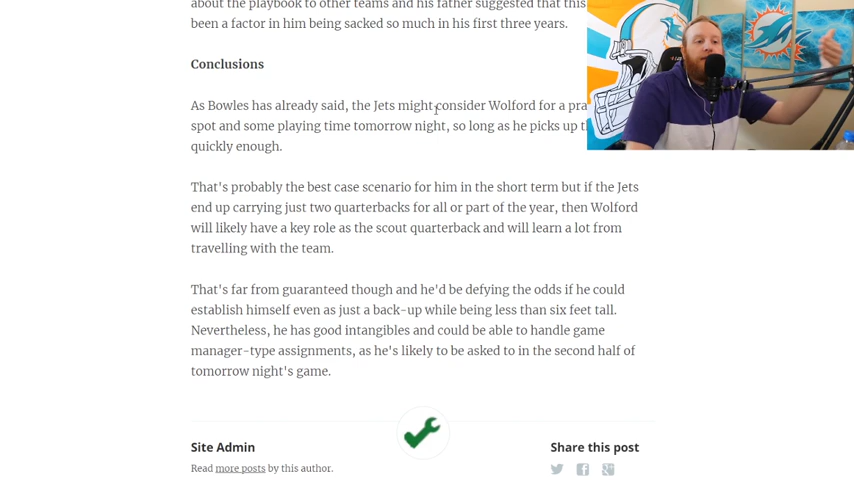 about the playbook to other teams and his father suggested that this
been a factor in him being sacked so much in his first three years.
Conclusions
As Bowles has already said, the Jets might consider Wolford for a pra
spot and some playing time tomorrow night, so long as he picks up th
quickly enough.
That's probably the best case scenario for him in the short term but if the Jets
end up carrying just two quarterbacks for all or part of the year, then Wolford
will likely have a key role as the scout quarterback and will learn a lot from
travelling with the team.
That's far from guaranteed though and he'd be defying the odds if he could
establish himself even as just a back-up while being less than six feet tall.
Nevertheless, he has good intangibles and could be able to handle game
manager-type assignments, as he's likely to be asked to in the second half of
tomorrow night's game.
Site Admin
Read more posts by this author.
Share this post